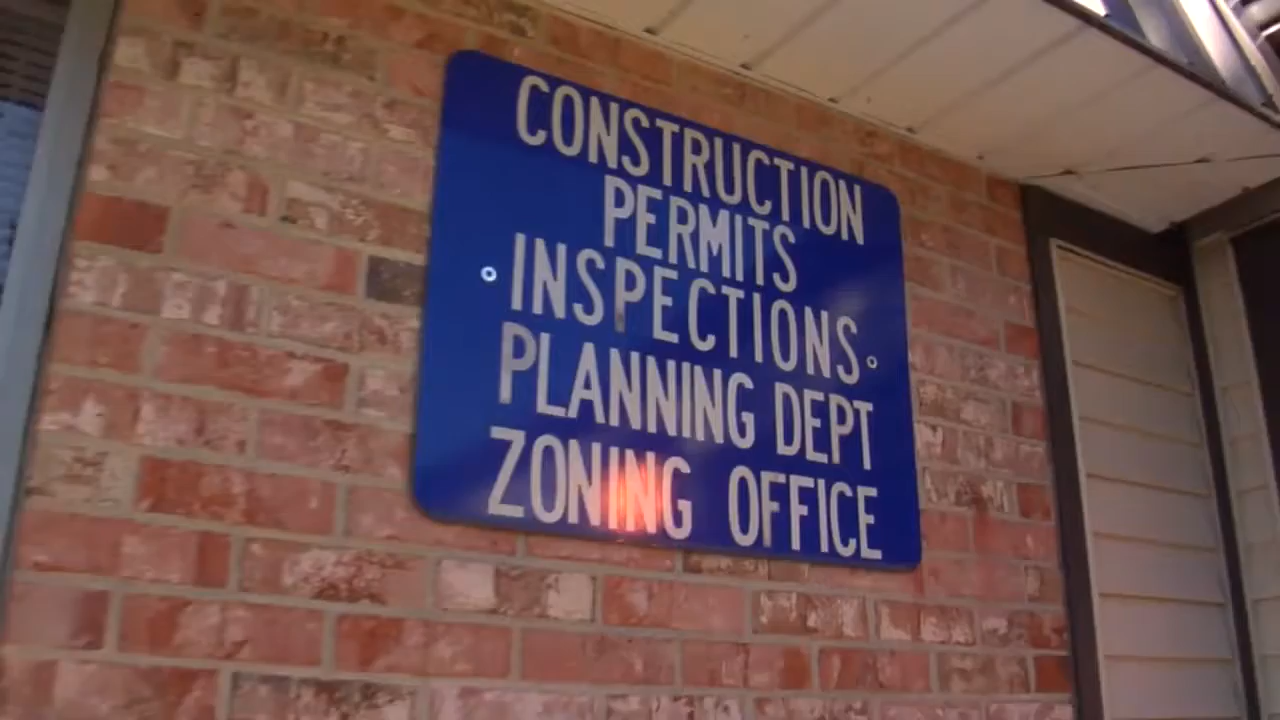 CONSTRUCTION
PERMITS
INSPECTIONS
PLANNING DEPT
ZONING OFFICE